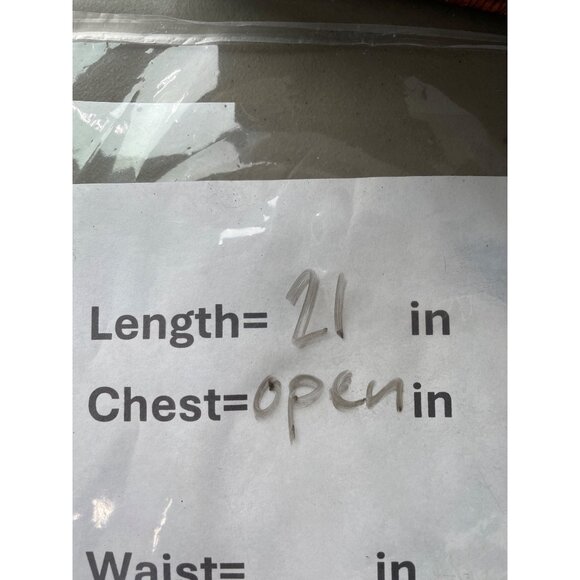 Length= 21 in
Chest= open in
Waist= in